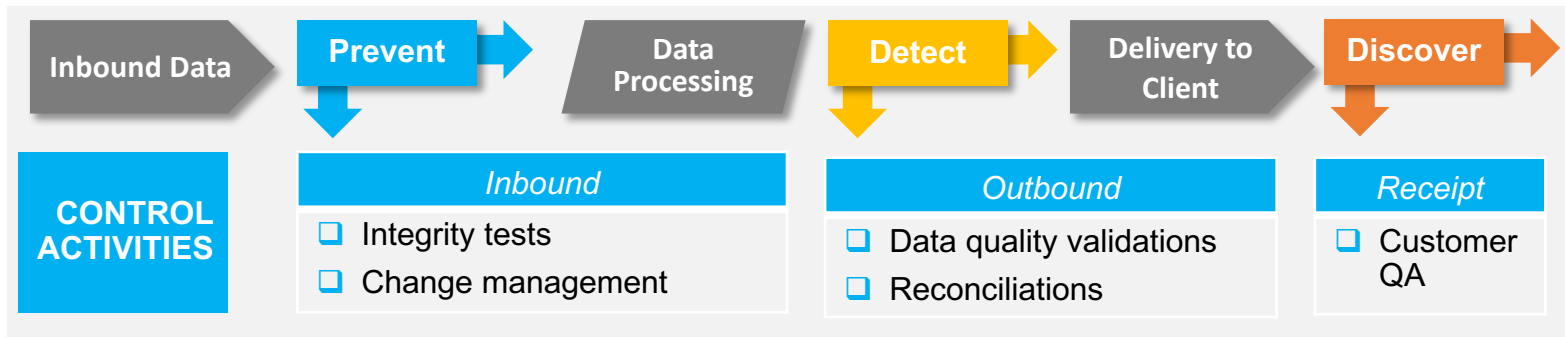 Inbound Data
Prevent
Data
Processing
Detect
Delivery to
Client
Discover
CONTROL
ACTIVITIES
Inbound
Integrity tests
Change management
Outbound
Data quality validations
Reconciliations
Receipt
Customer
QA